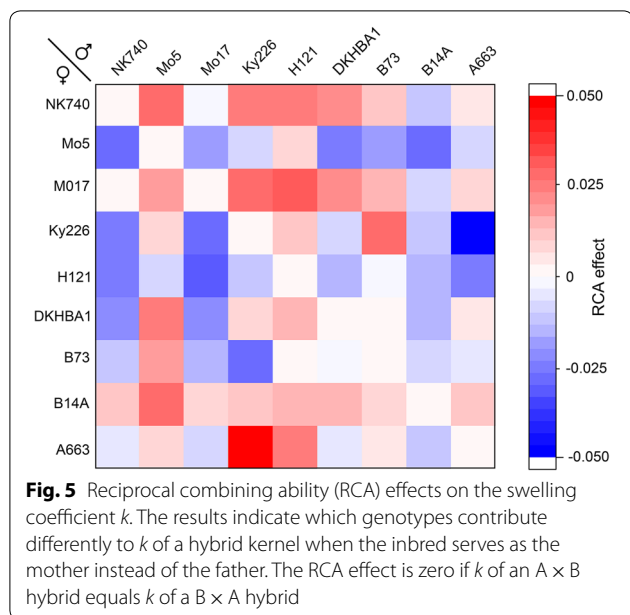 ♂
♀
NK740 Mo5 Mo17 Ky226 H121 DKHBA1 B73 B14A A663
NK740
Mo5
M017
Ky226
H121
DKHBA1
B73
B14A
A663
0.050
0.025
0
-0.025
-0.050
RCA effect
Fig. 5 Reciprocal combining ability (RCA) effects on the swelling
coefficient k. The results indicate which genotypes contribute
differently to k of a hybrid kernel when the inbred serves as the
mother instead of the father. The RCA effect is zero if k of an A × B
hybrid equals k of a B × A hybrid